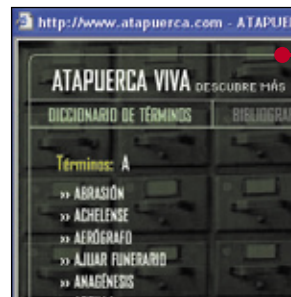 http://www.atapuerca.com - ATAPUE
ATAPUERCA VIVA DESCUBRE MÁS
DICCIONARIO DE TÉRMINOS BIBLIOGRA
Términos: A
›› ABRASIÓN
›› ACHELENSE
›› AERÓGRAFO
›› AJUAR FUNERARIO
›› ANAGÉNESIS